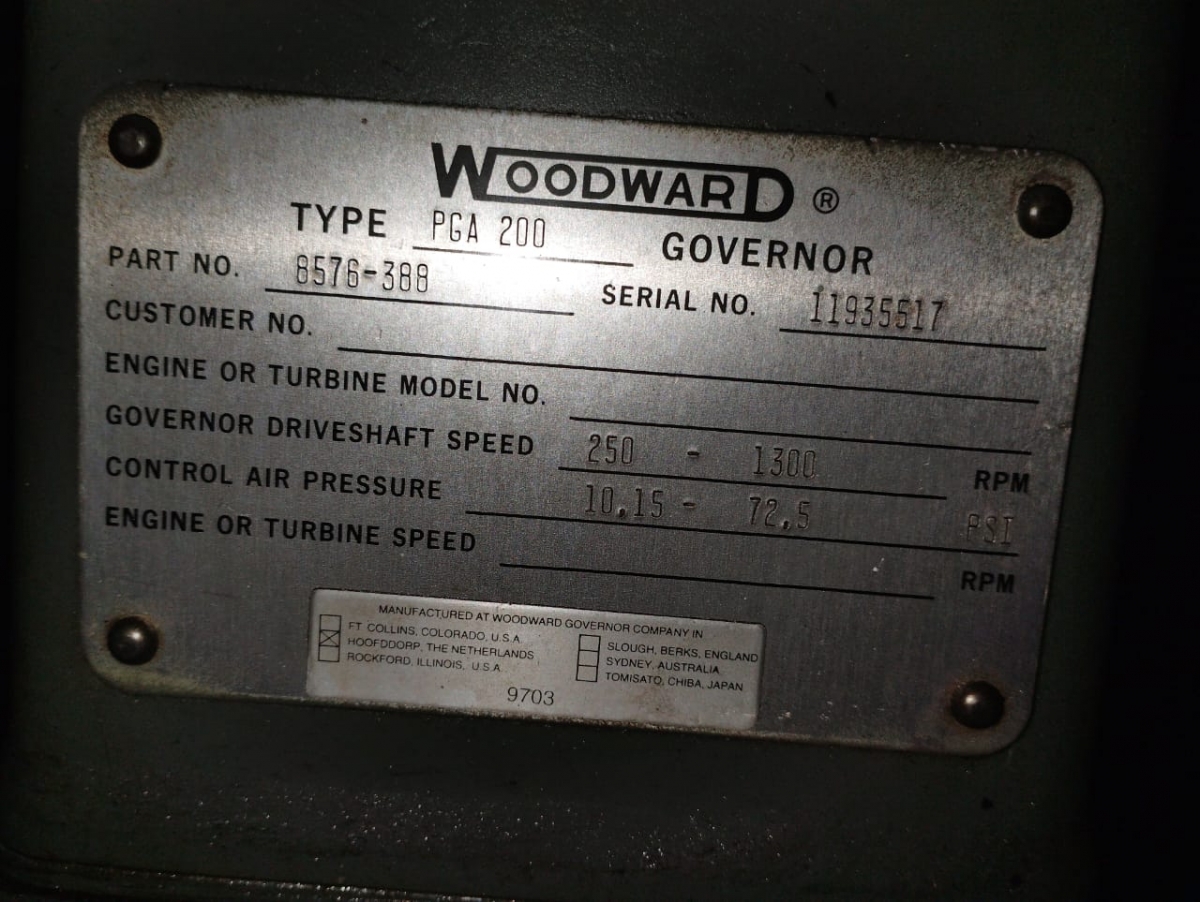 WOODWARD ®
TYPE PGA 200 GOVERNOR
PART NO. 8576-388 SERIAL NO. 11935517
CUSTOMER NO.
ENGINE OR TURBINE MODEL NO.
GOVERNOR DRIVESHAFT SPEED 250 - 1300 RPM
CONTROL AIR PRESSURE 10,15 - 72,5 PSI
ENGINE OR TURBINE SPEED RPM
MANUFACTURED AT WOODWARD GOVERNOR COMPANY IN
FT COLLINS, COLORADO, U.S.A. SLOUGH, BERKS, ENGLAND
HOOFDDORP, THE NETHERLANDS SYDNEY, AUSTRALIA
ROCKFORD, ILLINOIS, U.S.A. TOMISATO, CHIBA, JAPAN
9703